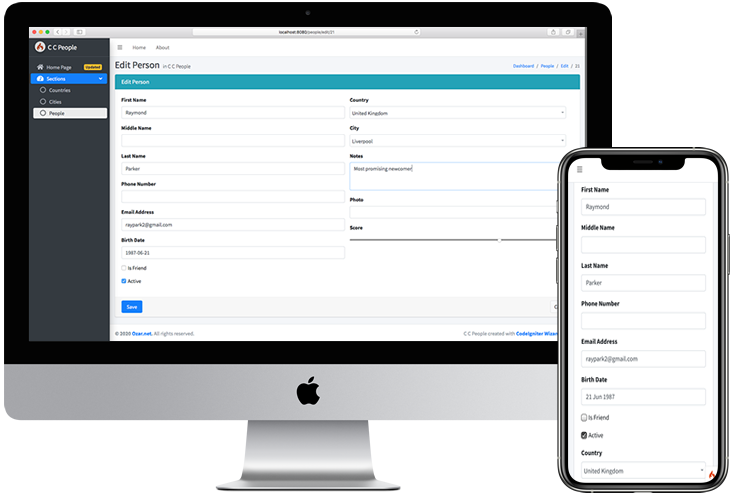 localhost:8080/people/edit/21
C C People
Home
About
Home Page
Updated
Sections
Countries
Cities
People
Edit Person in C C People
Dashboard / People / Edit / 21
Edit Person
First Name
Raymond
Middle Name
Last Name
Parker
Phone Number
Email Address
raypark2@gmail.com
Birth Date
1987-06-21
Is Friend
Active
Save
Country
United Kingdom
City
Liverpool
Notes
Most promising newcomer
Photo
Score
C
© 2020 Ozar.net. All rights reserved.
C C People created with CodeIgniter Wizar
First Name
Raymond
Middle Name
Last Name
Parker
Phone Number
Email Address
raypark2@gmail.com
Birth Date
21 Jun 1987
Is Friend
Active
Country
United Kingdom